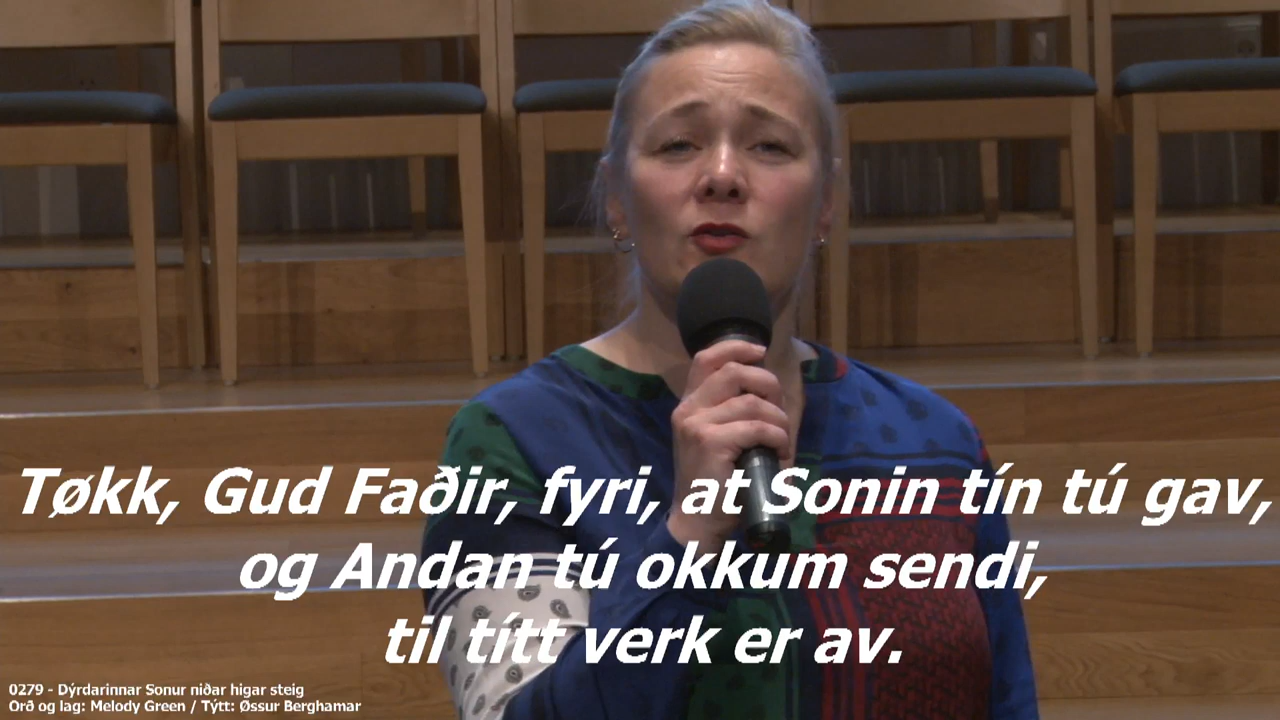 Tøkk, Gud Faðir, fyri, at Sonin tín tú gav,
og Andan tú okkum sendi,
til títt verk er av.
0279 - Dýrdarinnar Sonur niðar higar steig
Orð og lag: Melody Green / Týtt: Øssur Berghamar